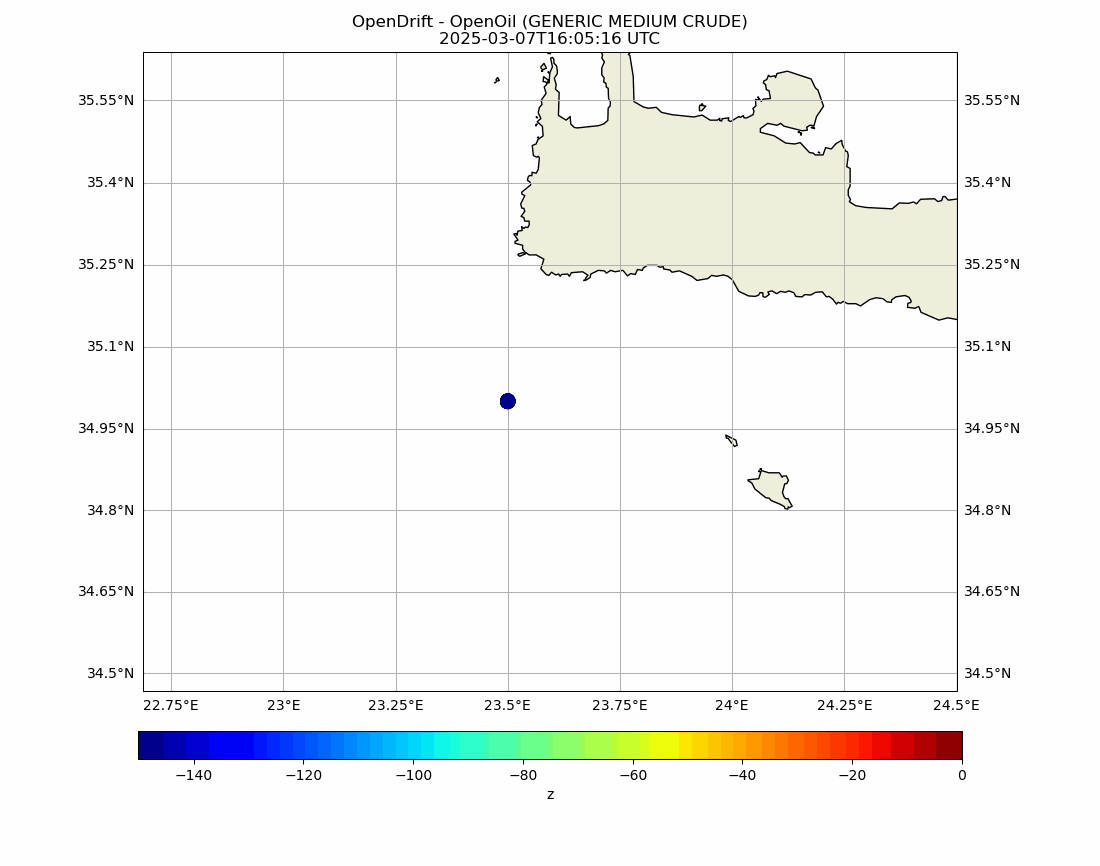 OpenDrift - OpenOil (GENERIC MEDIUM CRUDE)
2025-03-07T16:05:16 UTC
35.55°N 35.55°N
35.4°N 35.4°N
35.25°N 35.25°N
35.1°N 35.1°N
34.95°N 34.95°N
34.8°N 34.8°N
34.65°N 34.65°N
34.5°N 34.5°N
22.75°E 23°E 23.25°E 23.5°E 23.75°E 24°E 24.25°E 24.5°E
−140 −120 −100 −80 −60 −40 −20 0
z